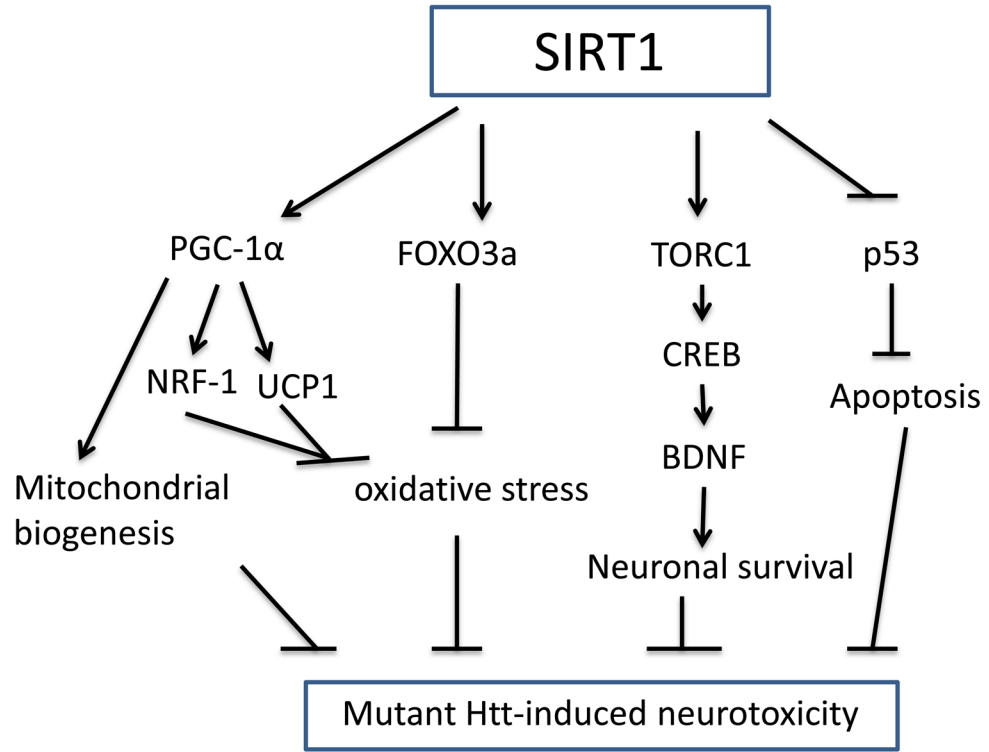 SIRT1
PGC-1α
FOXO3a
TORC1
p53
NRF-1
UCP1
CREB
Apoptosis
BDNF
Mitochondrial
biogenesis
oxidative stress
Neuronal survival
Mutant Htt-induced neurotoxicity